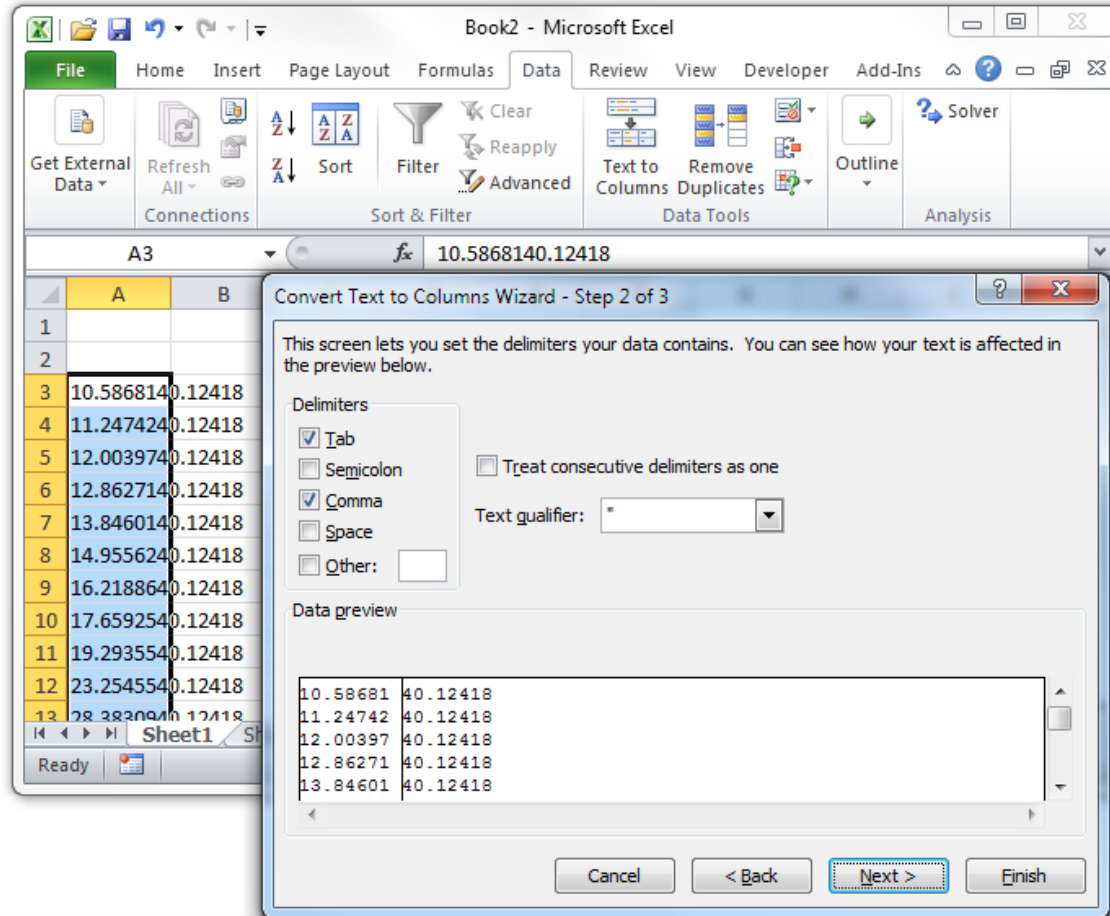 Book2 - Microsoft Excel
File Home Insert Page Layout Formulas Data Review View Developer Add-Ins
Get External Data
Refresh All
Connections
Sort
Filter
Clear
Reapply
Advanced
Sort & Filter
Text to Columns
Remove Duplicates
Data Tools
Outline
Solver
Analysis
A3 fx 10.5868140.12418
A B
1
2
3 10.5868140.12418
4 11.2474240.12418
5 12.0039740.12418
6 12.8627140.12418
7 13.8460140.12418
8 14.9556240.12418
9 16.2188640.12418
10 17.6592540.12418
11 19.2935540.12418
12 23.2545540.12418
13 28.3830940.12418
Sheet1 Sh
Ready
Convert Text to Columns Wizard - Step 2 of 3
This screen lets you set the delimiters your data contains. You can see how your text is affected in
the preview below.
Delimiters
Tab
Semicolon
Comma
Space
Other:
Treat consecutive delimiters as one
Text qualifier: "
Data preview
10.58681 40.12418
11.24742 40.12418
12.00397 40.12418
12.86271 40.12418
13.84601 40.12418
Cancel < Back Next > Finish